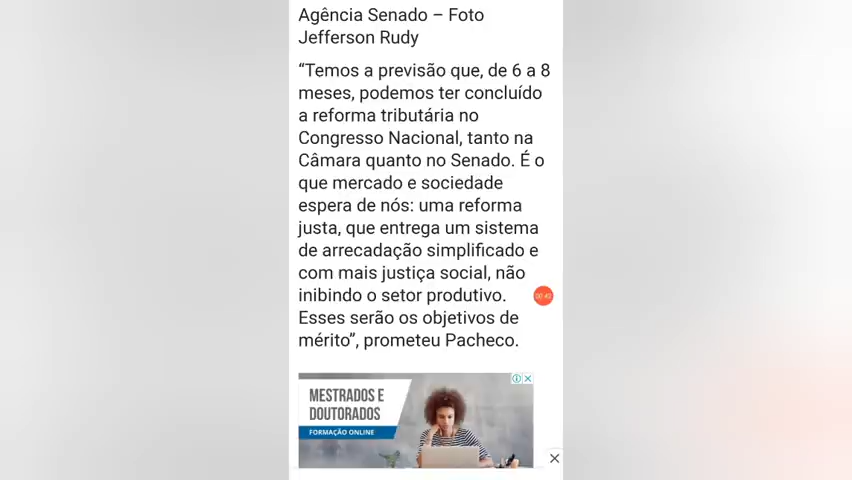 Agência Senado – Foto
Jefferson Rudy
“Temos a previsão que, de 6 a 8
meses, podemos ter concluído
a reforma tributária no
Congresso Nacional, tanto na
Câmara quanto no Senado. É o
que mercado e sociedade
espera de nós: uma reforma
justa, que entrega um sistema
de arrecadação simplificado e
com mais justiça social, não
inibindo o setor produtivo.
00:42
Esses serão os objetivos de
mérito”, prometeu Pacheco.
MESTRADOS E
DOUTORADOS
FORMAÇÃO ONLINE